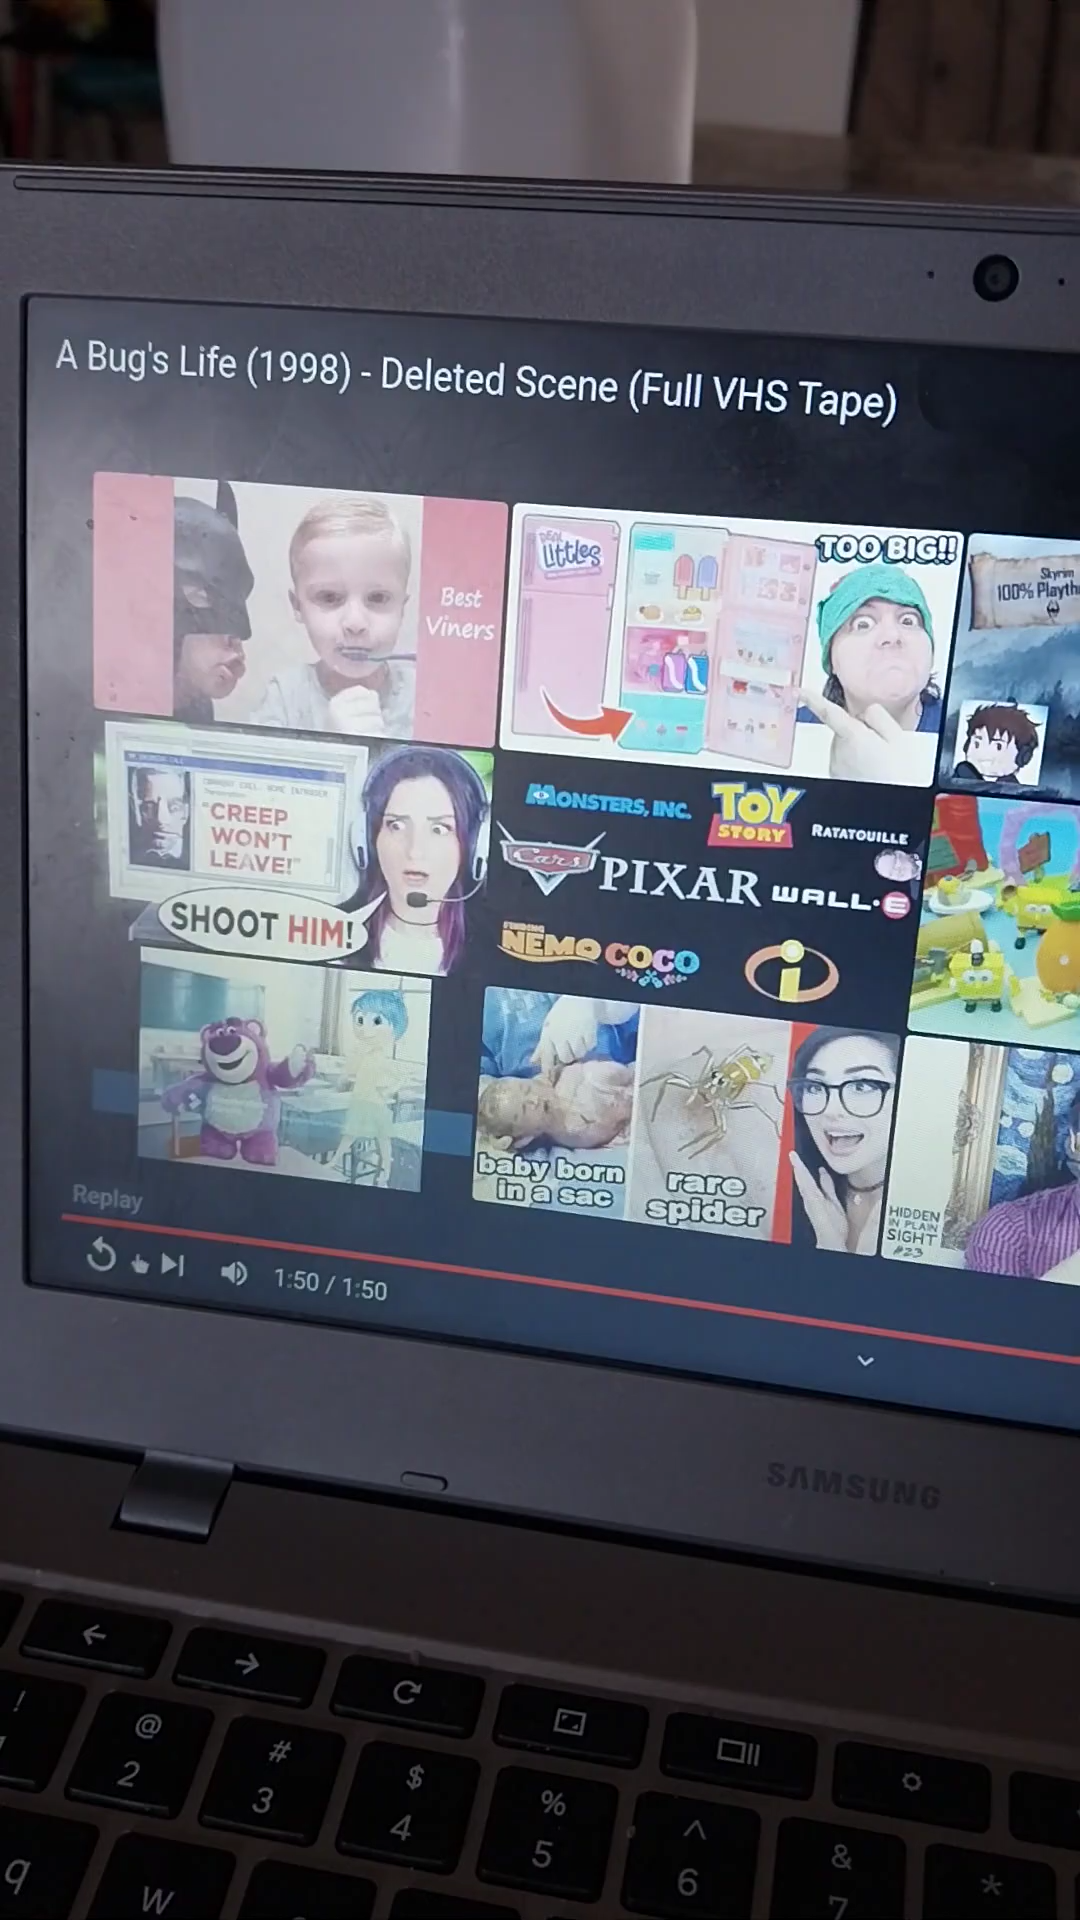 A Bug's Life (1998) - Deleted Scene (Full VHS Tape)
Best
Viners
REAL
Littles
TOO BIG!!
Skyrim
100% Playth
"CREEP
WON'T
LEAVE!"
SHOOT HIM!
MONSTERS, INC.
TOY
STORY
RATATOUILLE
Cars
PIXAR
WALL·E
FINDING
NEMO
COCO
i
baby born
in a sac
rare
spider
HIDDEN
IN PLAIN
SIGHT
#23
Replay
1:50 / 1:50
SAMSUNG
!
@
2
#
3
$
4
%
5
^
6
&
7
*
q
w